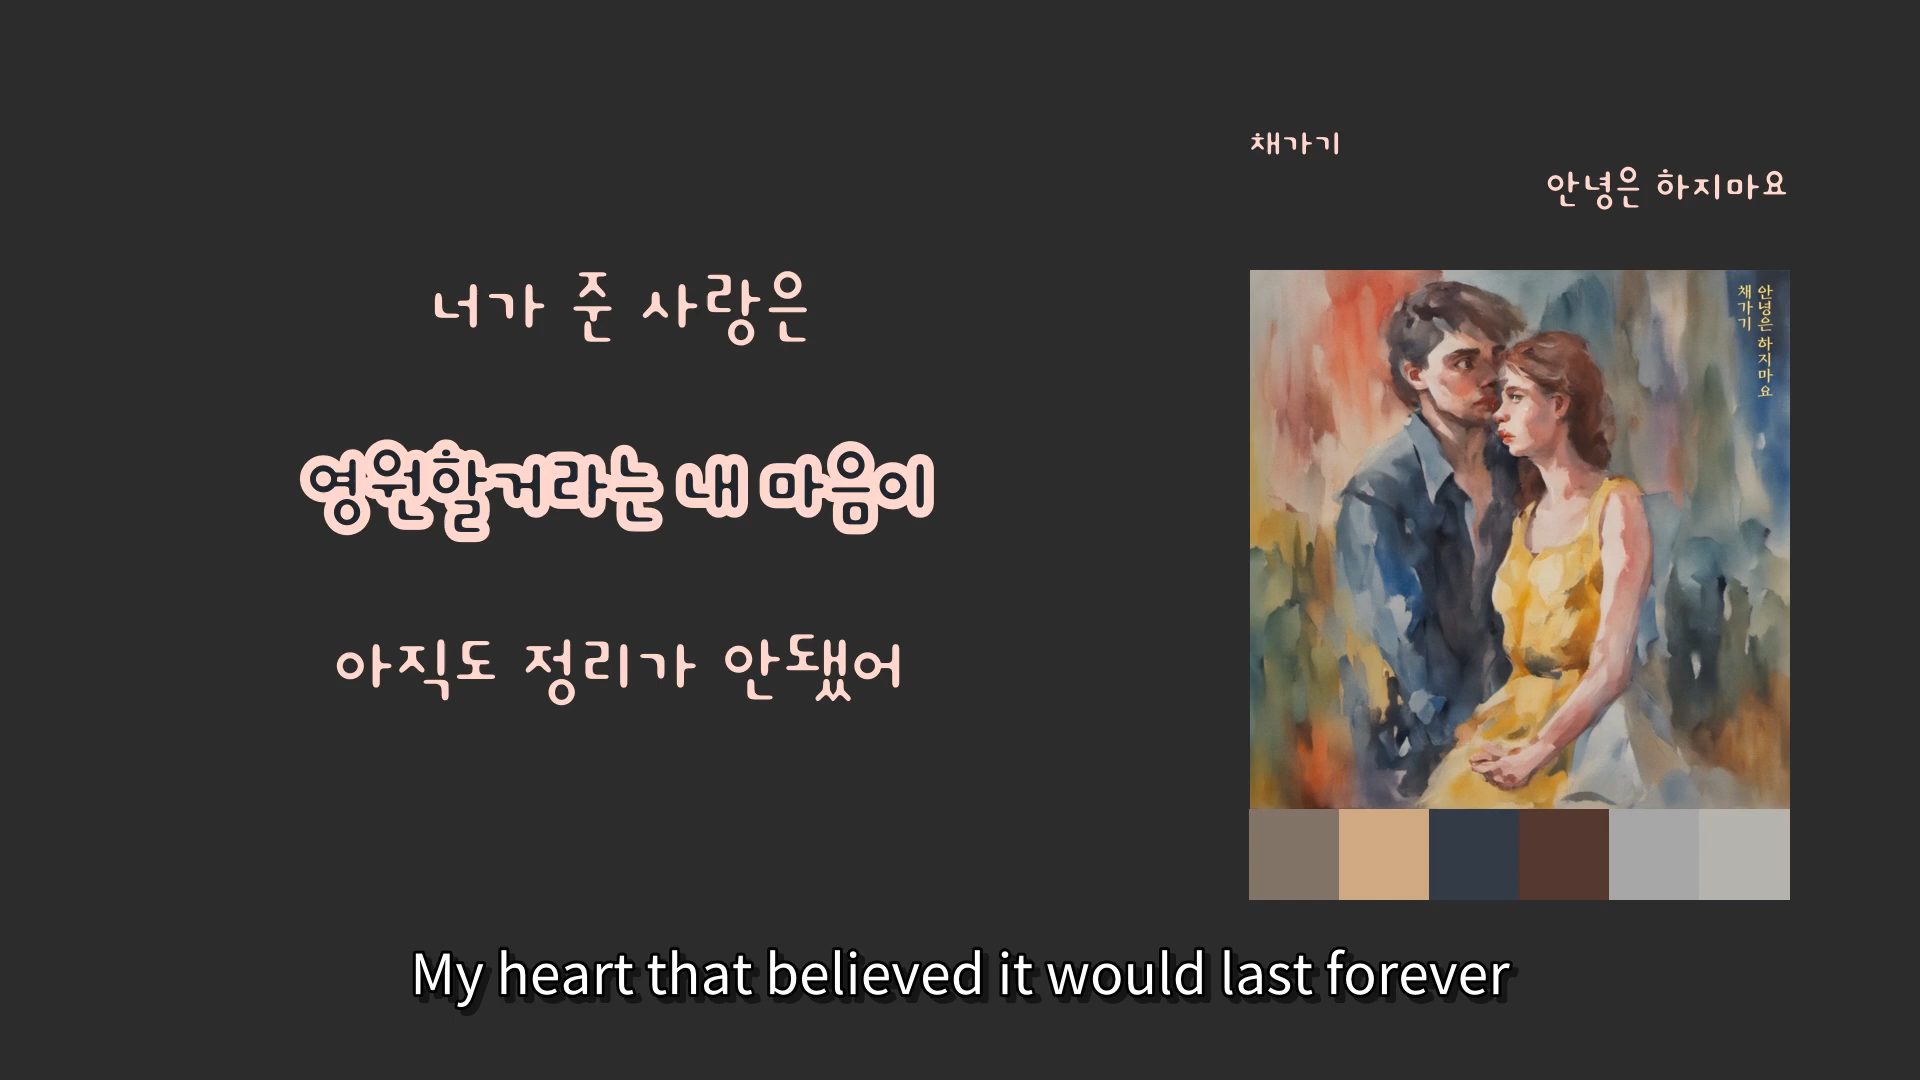 채가기
안녕은 하지마요
너가 준 사랑은
영원할거라는 내 마음이
아직도 정리가 안됐어
안녕은 하지마요
채가기
My heart that believed it would last forever